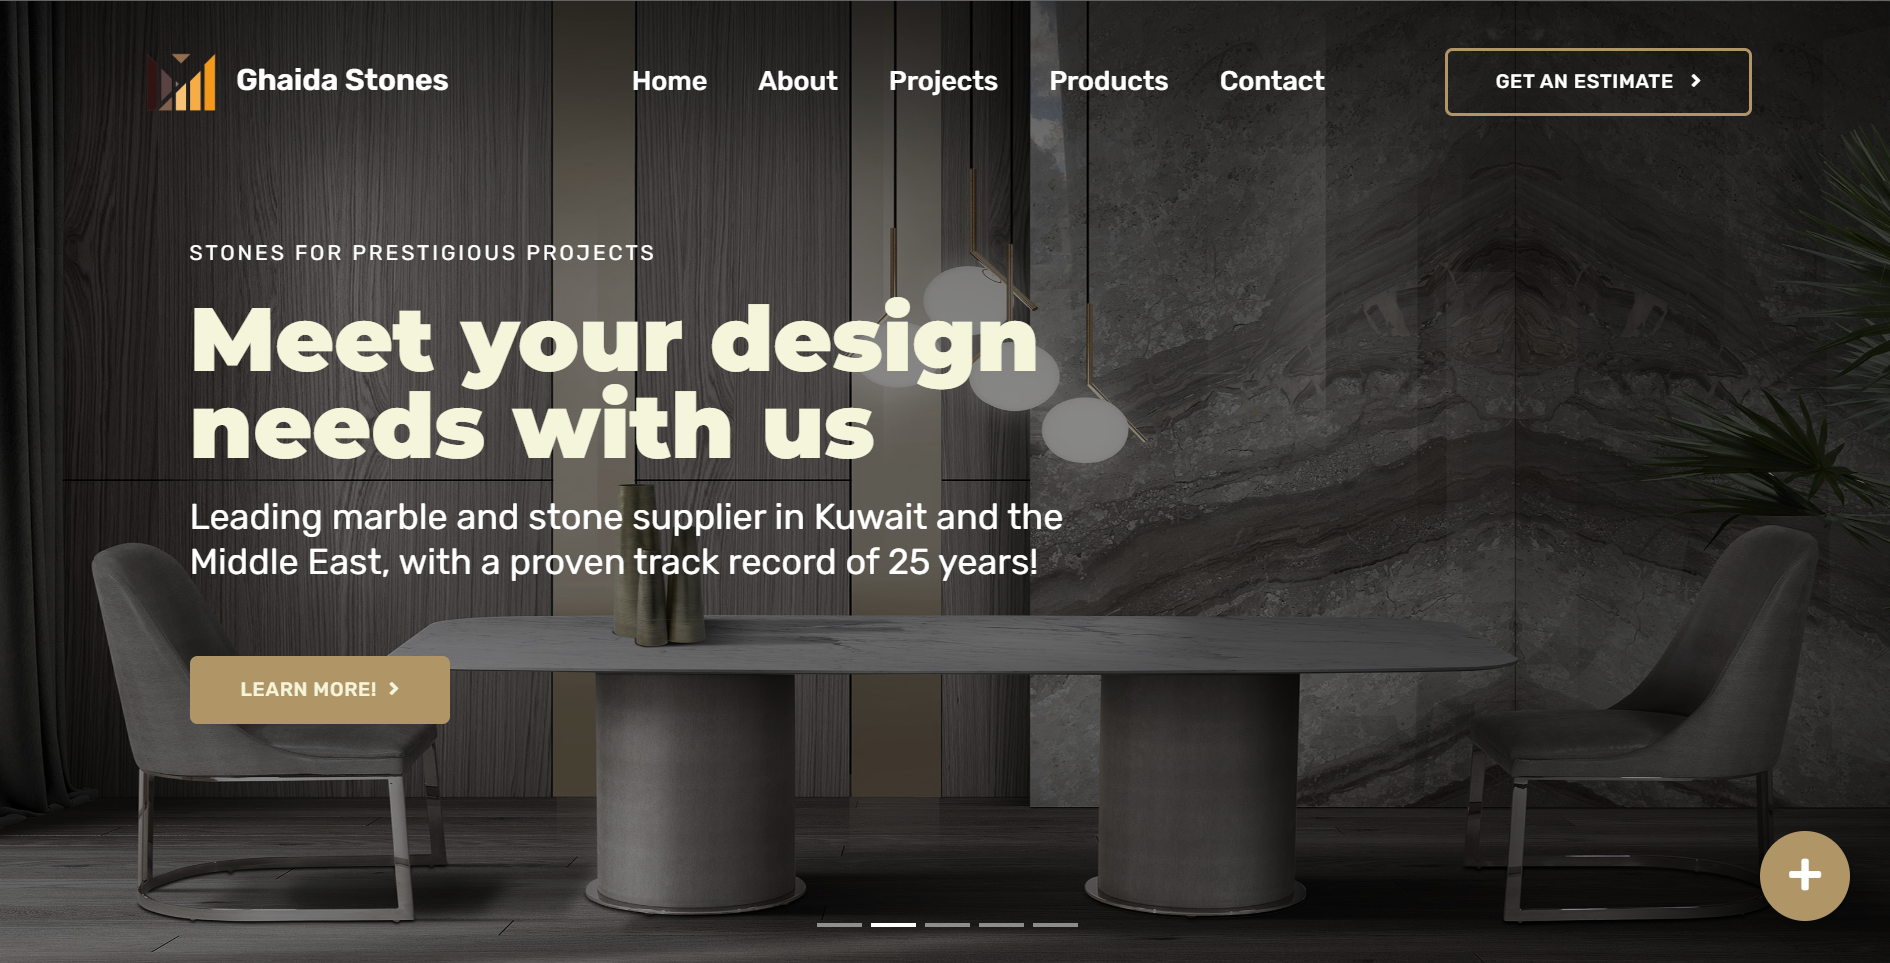 Ghaida Stones
Home
About
Projects
Products
Contact
GET AN ESTIMATE
STONES FOR PRESTIGIOUS PROJECTS
Meet your design
needs with us
Leading marble and stone supplier in Kuwait and the
Middle East, with a proven track record of 25 years!
LEARN MORE!